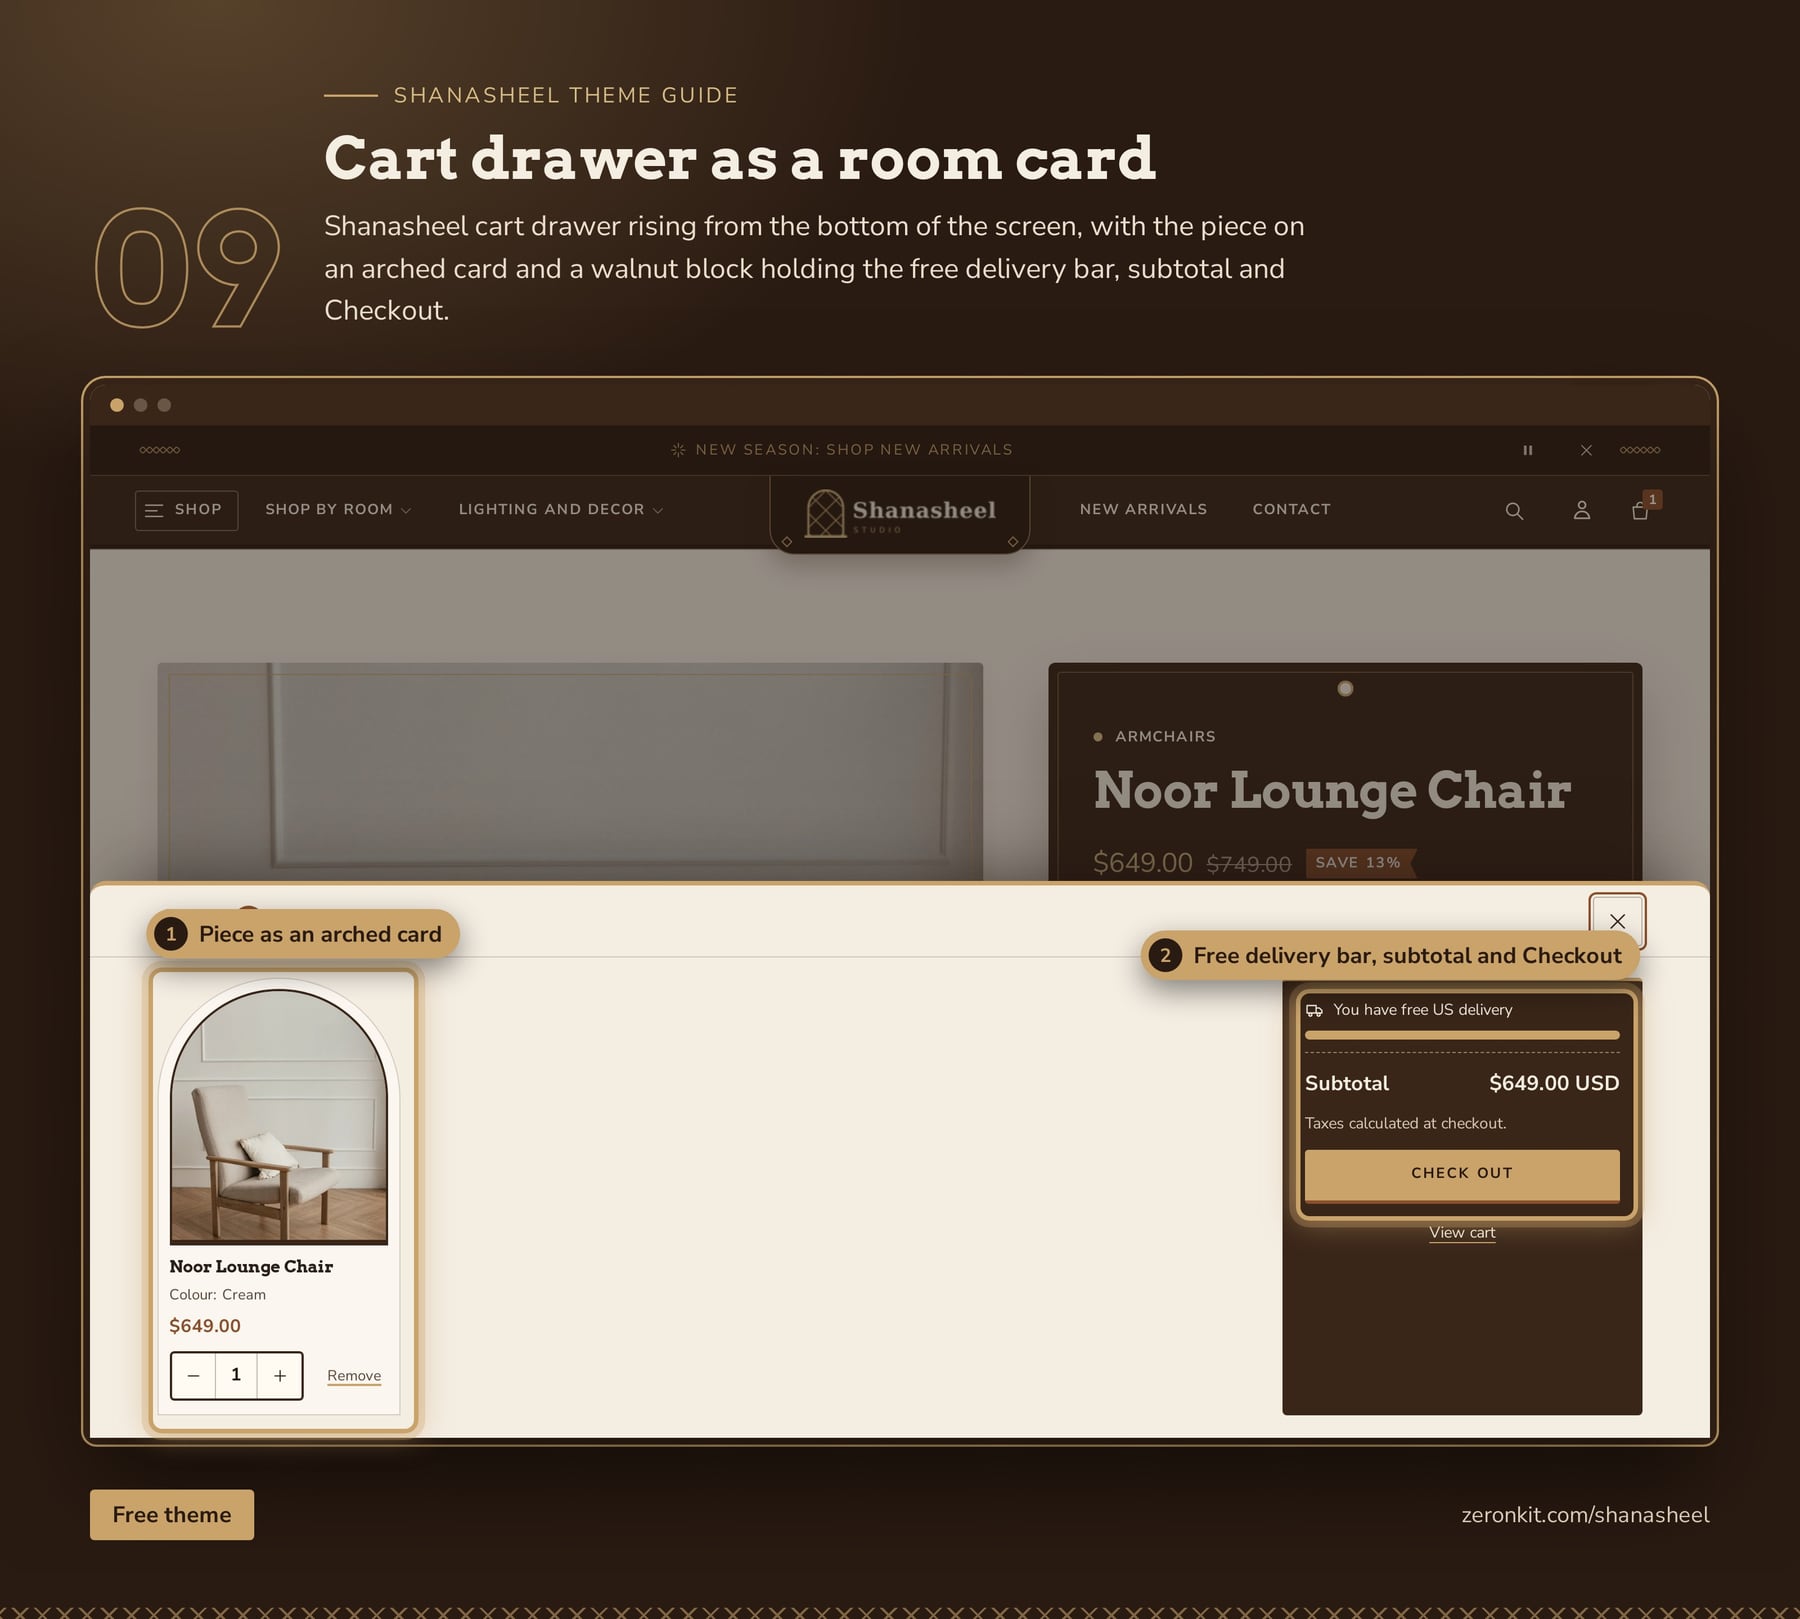 SHANASHEEL THEME GUIDE
Cart drawer as a room card
09
Shanasheel cart drawer rising from the bottom of the screen, with the piece on
an arched card and a walnut block holding the free delivery bar, subtotal and
Checkout.
NEW SEASON: SHOP NEW ARRIVALS
SHOP
SHOP BY ROOM
LIGHTING AND DECOR
Shanasheel
STUDIO
NEW ARRIVALS
CONTACT
1
ARMCHAIRS
Noor Lounge Chair
$649.00 $749.00 SAVE 13%
1 Piece as an arched card
2 Free delivery bar, subtotal and Checkout
Noor Lounge Chair
Colour: Cream
$649.00
− 1 + Remove
You have free US delivery
Subtotal $649.00 USD
Taxes calculated at checkout.
CHECK OUT
View cart
Free theme
zeronkit.com/shanasheel